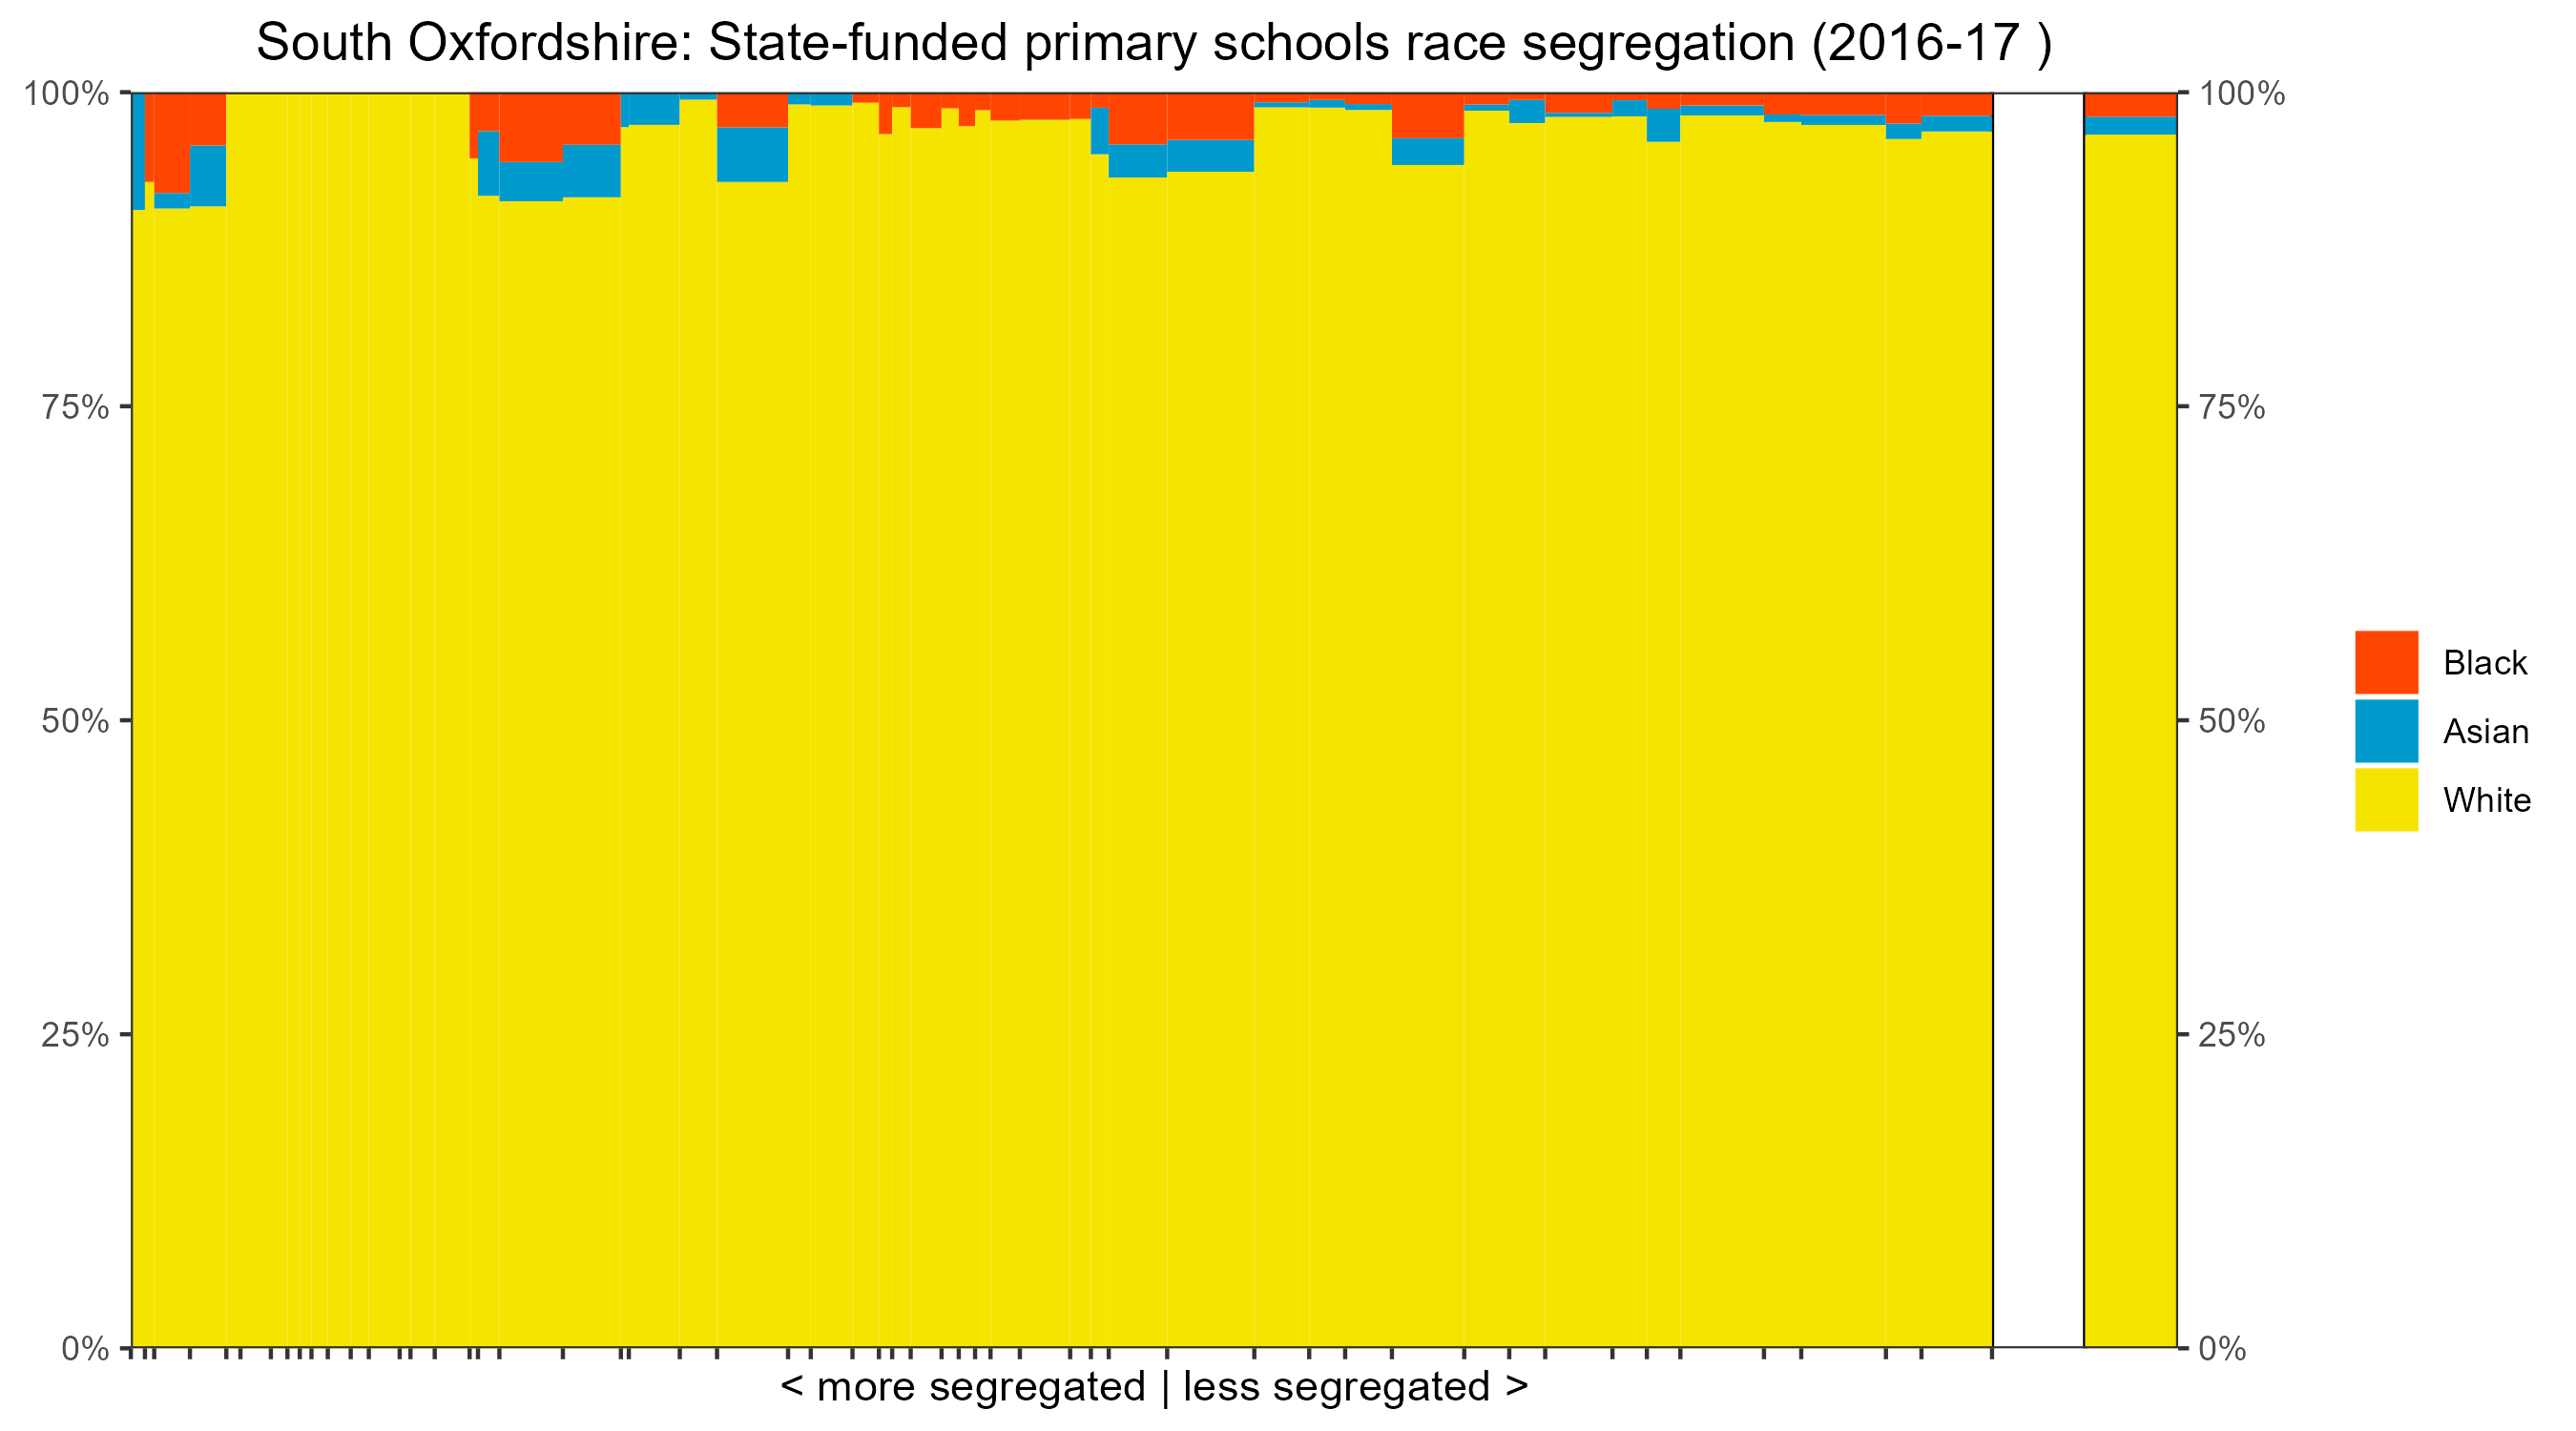 South Oxfordshire: State-funded primary schools race segregation (2016-17 )
100%
75%
50%
25%
0%
100%
75%
50%
25%
0%
Black
Asian
White
< more segregated | less segregated >